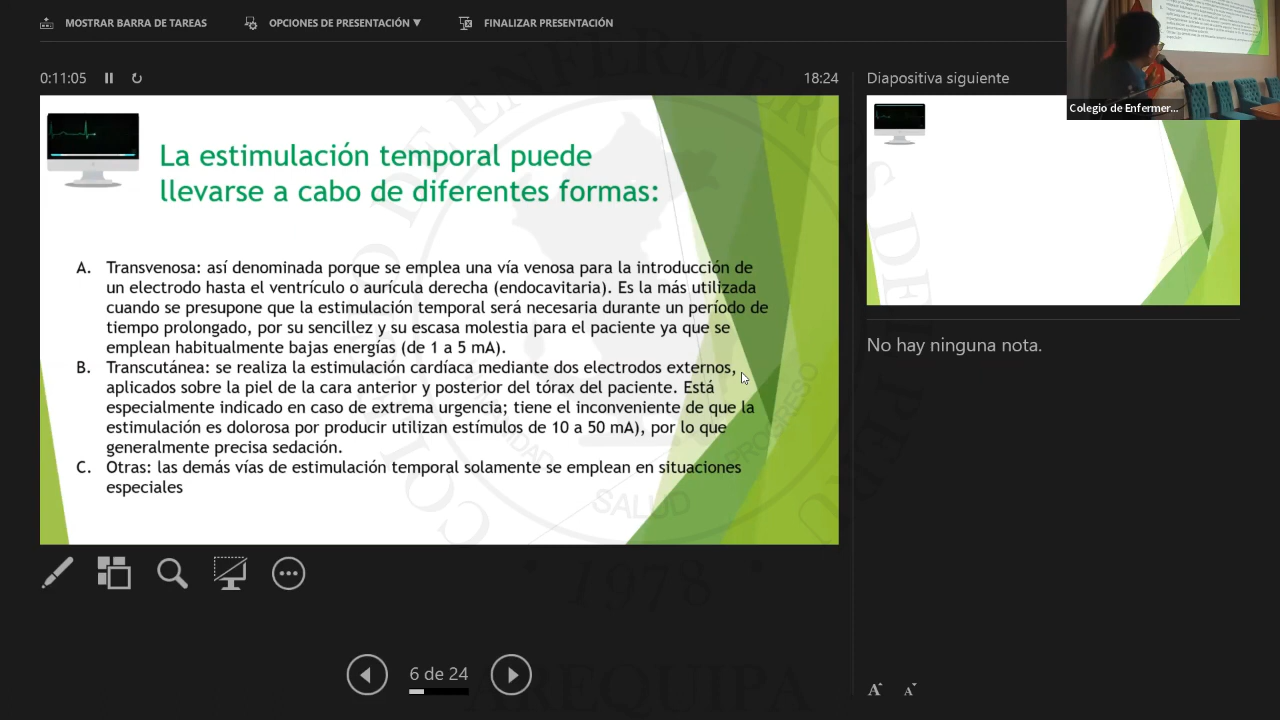 MOSTRAR BARRA DE TAREAS
OPCIONES DE PRESENTACIÓN ▼
FINALIZAR PRESENTACIÓN
0:11:05
18:24
Diapositiva siguiente
Colegio de Enfermer...
La estimulación temporal puede
llevarse a cabo de diferentes formas:
A. Transvenosa: así denominada porque se emplea una vía venosa para la introducción de
un electrodo hasta el ventrículo o aurícula derecha (endocavitaria). Es la más utilizada
cuando se presupone que la estimulación temporal será necesaria durante un período de
tiempo prolongado, por su sencillez y su escasa molestia para el paciente ya que se
emplean habitualmente bajas energías (de 1 a 5 mA).
B. Transcutánea: se realiza la estimulación cardíaca mediante dos electrodos externos,
aplicados sobre la piel de la cara anterior y posterior del tórax del paciente. Está
especialmente indicado en caso de extrema urgencia; tiene el inconveniente de que la
estimulación es dolorosa por producir utilizan estímulos de 10 a 50 mA), por lo que
generalmente precisa sedación.
C. Otras: las demás vías de estimulación temporal solamente se emplean en situaciones
especiales
No hay ninguna nota.
SALUD
PROGRESO
1978
AREQUIPA
6 de 24
A A